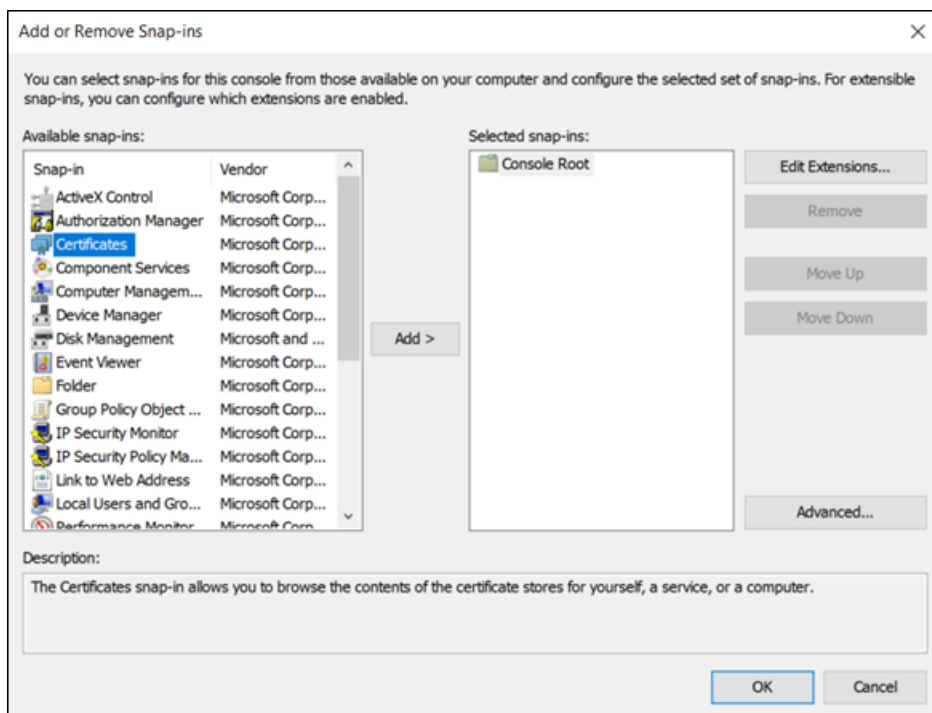 Add or Remove Snap-ins
You can select snap-ins for this console from those available on your computer and configure the selected set of snap-ins. For extensible
snap-ins, you can configure which extensions are enabled.
Available snap-ins:
Snap-in Vendor
ActiveX Control Microsoft Corp...
Authorization Manager Microsoft Corp...
Certificates Microsoft Corp...
Component Services Microsoft Corp...
Computer Managem... Microsoft Corp...
Device Manager Microsoft Corp...
Disk Management Microsoft and ...
Event Viewer Microsoft Corp...
Folder Microsoft Corp...
Group Policy Object ... Microsoft Corp...
IP Security Monitor Microsoft Corp...
IP Security Policy Ma... Microsoft Corp...
Link to Web Address Microsoft Corp...
Local Users and Gro... Microsoft Corp...
Performance Monitor Microsoft Corp
Add >
Selected snap-ins:
Console Root
Edit Extensions...
Remove
Move Up
Move Down
Advanced...
Description:
The Certificates snap-in allows you to browse the contents of the certificate stores for yourself, a service, or a computer.
OK Cancel